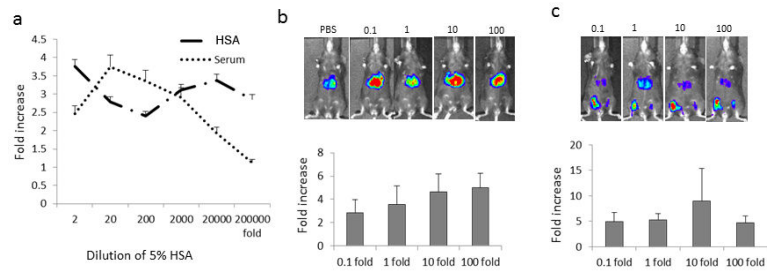 a
4.5
4
3.5
3
2.5
2
1.5
1
0.5
Fold increase
HSA
Serum
2 20 200 2000 20000 200000
fold
Dilution of 5% HSA
b
PBS 0.1 1 10 100
8
6
4
2
0
Fold increase
0.1 fold 1 fold 10 fold 100 fold
c
0.1 1 10 100
20
15
10
5
0
Fold increase
0.1 fold 1 fold 10 fold 100 fold